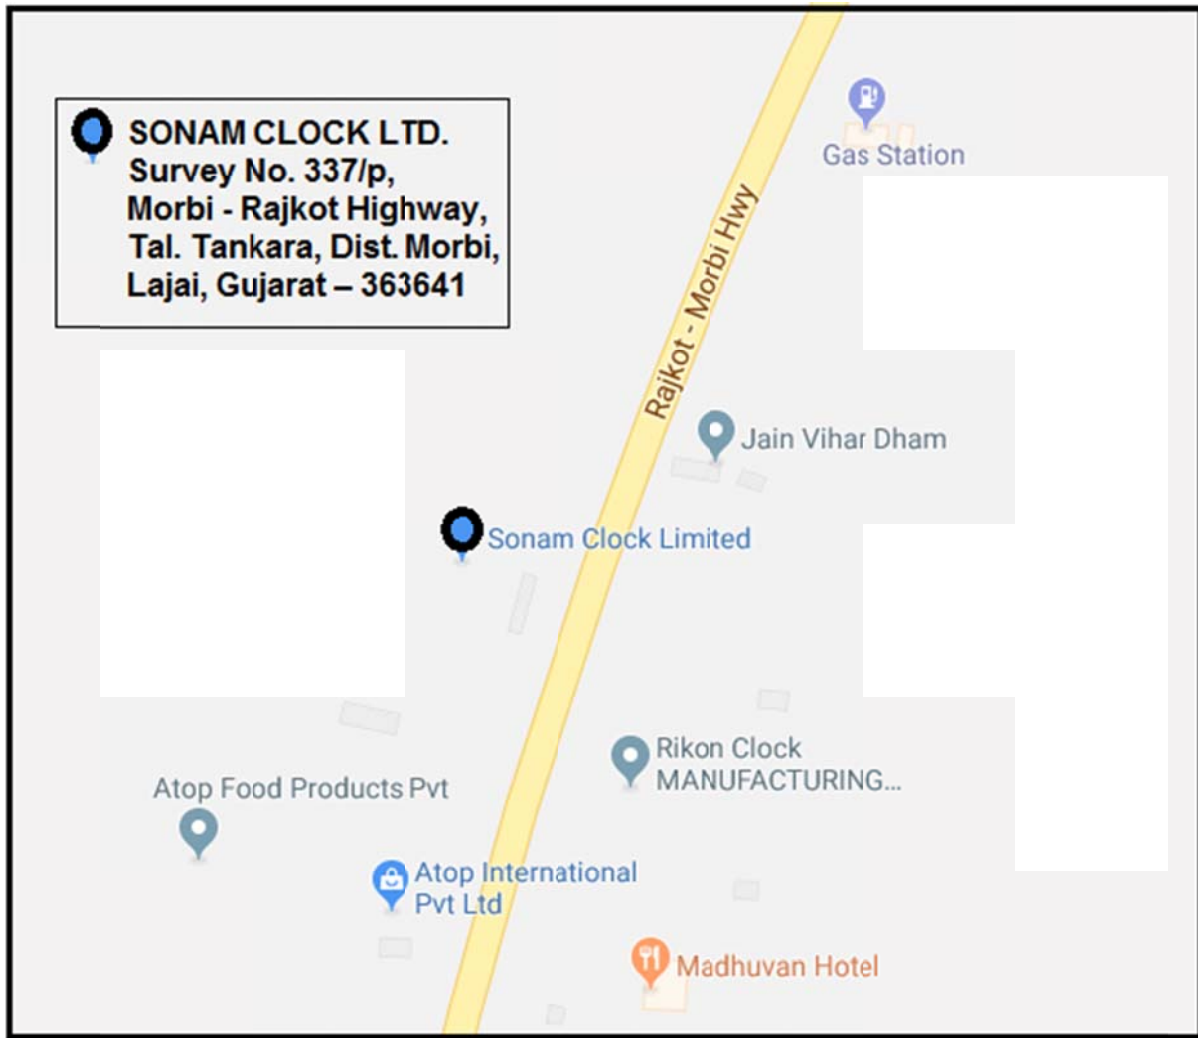 SONAM CLOCK LTD.
Survey No. 337/p,
Morbi - Rajkot Highway,
Tal. Tankara, Dist. Morbi,
Lajai, Gujarat – 363641
Gas Station
Rajkot - Morbi Hwy
Jain Vihar Dham
Sonam Clock Limited
Rikon Clock
MANUFACTURING...
Atop Food Products Pvt
Atop International
Pvt Ltd
Madhuvan Hotel